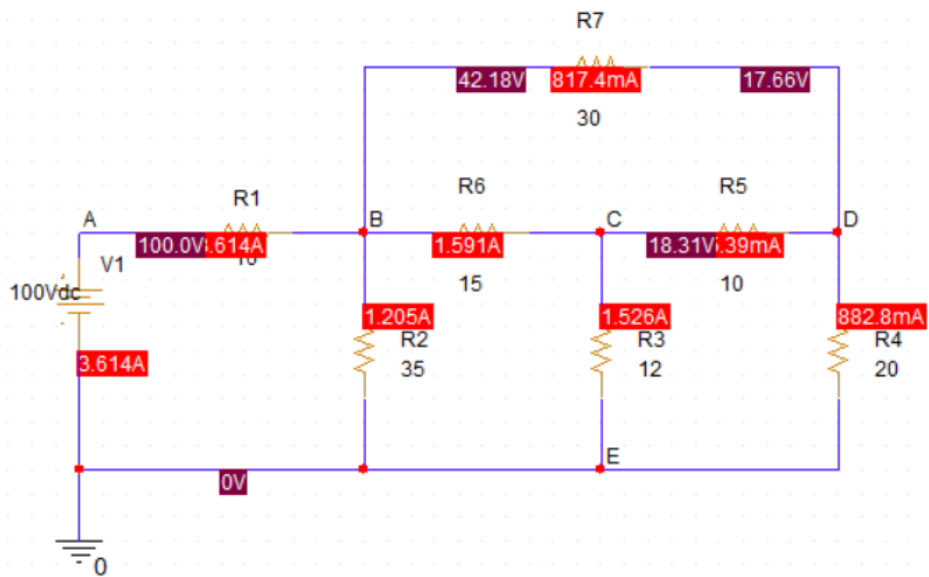 R7
42.18V 817.4mA 17.66V
30
R1 R6 R5
A B C D
100.0V .614A 1.591A 18.31V .39mA
V1 15 10
100Vdc
1.205A 1.526A 882.8mA
R2 R3 R4
3.614A 35 12 20
E
0V
0